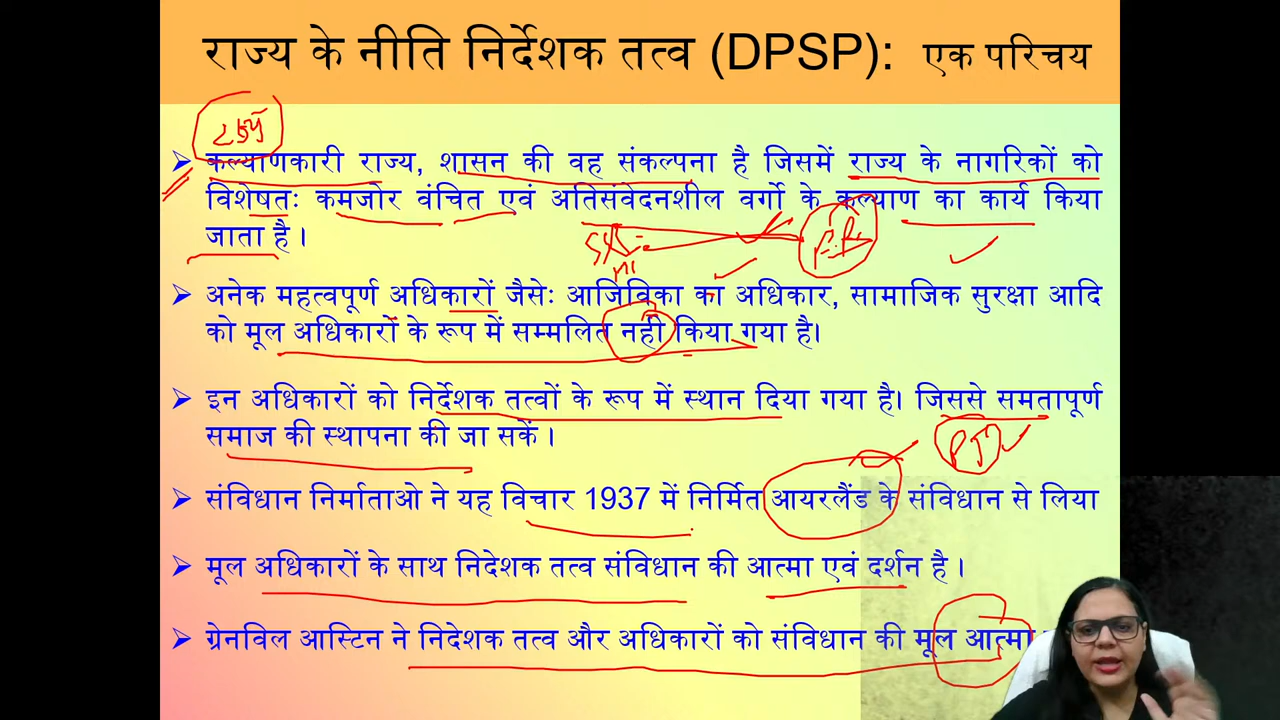 राज्य के नीति निर्देशक तत्व (DPSP): एक परिचय
➢ कल्याणकारी राज्य, शासन की वह संकल्पना है जिसमें राज्य के नागरिकों को
विशेषतः कमजोर वंचित एवं अतिसंवेदनशील वर्गो के कल्याण का कार्य किया
जाता है।
➢ अनेक महत्वपूर्ण अधिकारों जैसेः आजिविका का अधिकार, सामाजिक सुरक्षा आदि
को मूल अधिकारों के रूप में सम्मलित नही किया गया है।
➢ इन अधिकारों को निर्देशक तत्वों के रूप में स्थान दिया गया है। जिससे समतापूर्ण
समाज की स्थापना की जा सकें।
➢ संविधान निर्माताओ ने यह विचार 1937 में निर्मित आयरलैंड के संविधान से लिया
➢ मूल अधिकारों के साथ निदेशक तत्व संविधान की आत्मा एवं दर्शन है।
➢ ग्रेनविल आस्टिन ने निदेशक तत्व और अधिकारों को संविधान की मूल आत्मा